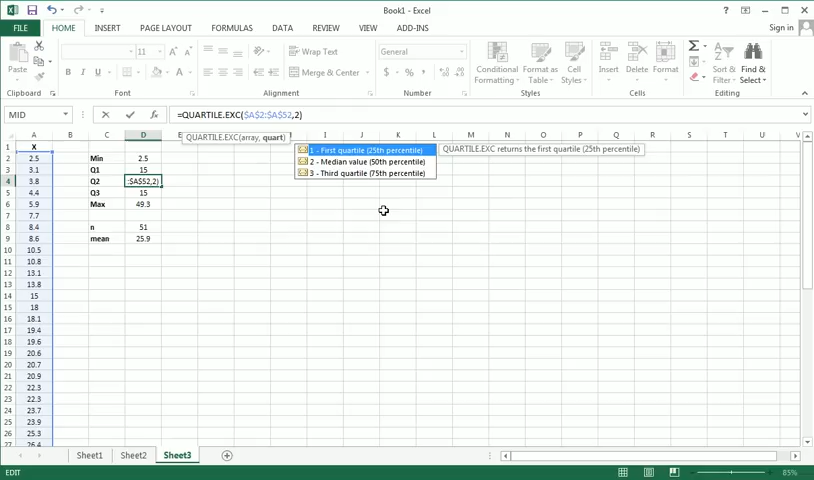 Book1 - Excel
FILE HOME INSERT PAGE LAYOUT FORMULAS DATA REVIEW VIEW ADD-INS Sign in
Paste
11
B I U
A A
Wrap Text
Merge & Center
General
$ % ,
Conditional Formatting
Format as Table
Cell Styles
Insert
Delete
Format
Sort & Filter
Find & Select
Clipboard Font Alignment Number Styles Cells Editing
MID =QUARTILE.EXC($A$2:$A$52,2)
QUARTILE.EXC(array, quart)
1 - First quartile (25th percentile)
2 - Median value (50th percentile)
3 - Third quartile (75th percentile)
QUARTILE.EXC returns the first quartile (25th percentile)
A B C D E I J K L M N O P Q R S T U V
1 X
2 2.5 Min 2.5
3 3.1 Q1 15
4 3.8 Q2 :$A$52,2)
5 4.4 Q3 15
6 5.9 Max 49.3
7 7.7
8 8.4 n 51
9 8.6 mean 25.9
10 10.5
11 10.8
12 13.1
13 13.8
14 15
15 18
16 18.1
17 19.4
18 19.6
19 20.6
20 20.7
21 20.9
22 22.3
23 22.3
24 23.7
25 23.9
26 25.3
27 26.4
Sheet1 Sheet2 Sheet3
EDIT 85%